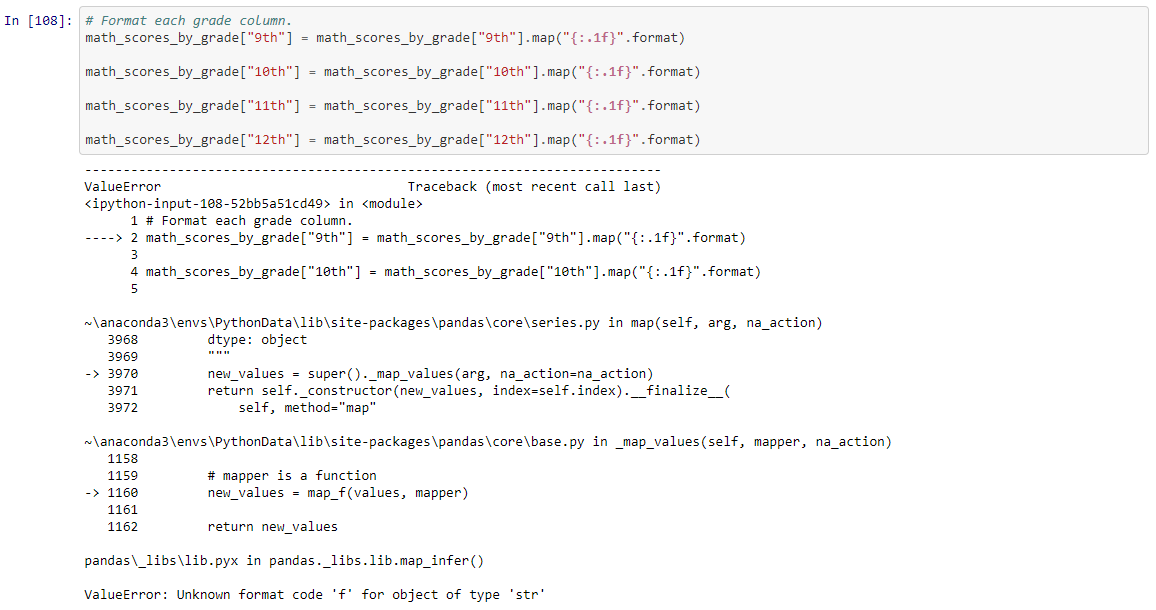 In [108]: # Format each grade column.
math_scores_by_grade["9th"] = math_scores_by_grade["9th"].map("{:.1f}".format)
math_scores_by_grade["10th"] = math_scores_by_grade["10th"].map("{:.1f}".format)
math_scores_by_grade["11th"] = math_scores_by_grade["11th"].map("{:.1f}".format)
math_scores_by_grade["12th"] = math_scores_by_grade["12th"].map("{:.1f}".format)
---------------------------------------------------------------------------
ValueError                                Traceback (most recent call last)
<ipython-input-108-52bb5a51cd49> in <module>
      1 # Format each grade column.
----> 2 math_scores_by_grade["9th"] = math_scores_by_grade["9th"].map("{:.1f}".format)
      3
      4 math_scores_by_grade["10th"] = math_scores_by_grade["10th"].map("{:.1f}".format)
      5
~\anaconda3\envs\PythonData\lib\site-packages\pandas\core\series.py in map(self, arg, na_action)
   3968         dtype: object
   3969         """
-> 3970         new_values = super()._map_values(arg, na_action=na_action)
   3971         return self._constructor(new_values, index=self.index).__finalize__(
   3972             self, method="map"
~\anaconda3\envs\PythonData\lib\site-packages\pandas\core\base.py in _map_values(self, mapper, na_action)
   1158
   1159         # mapper is a function
-> 1160         new_values = map_f(values, mapper)
   1161
   1162         return new_values
pandas\_libs\lib.pyx in pandas._libs.lib.map_infer()
ValueError: Unknown format code 'f' for object of type 'str'